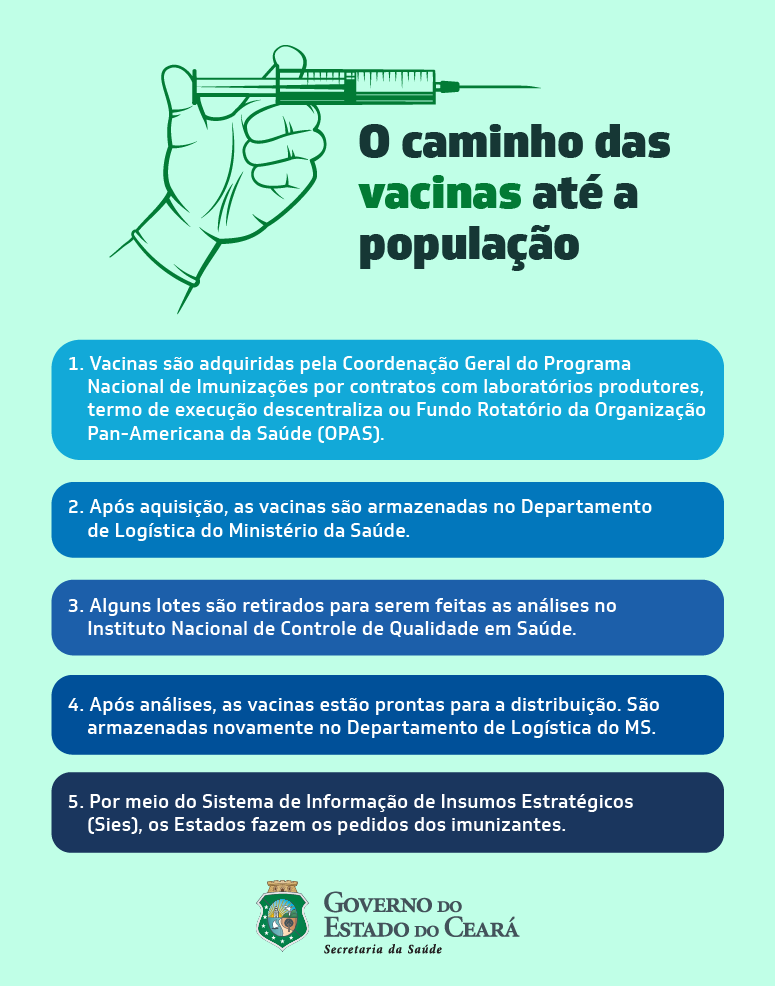 O caminho das
vacinas até a
população
1. Vacinas são adquiridas pela Coordenação Geral do Programa
Nacional de Imunizações por contratos com laboratórios produtores,
termo de execução descentraliza ou Fundo Rotatório da Organização
Pan-Americana da Saúde (OPAS).
2. Após aquisição, as vacinas são armazenadas no Departamento
de Logística do Ministério da Saúde.
3. Alguns lotes são retirados para serem feitas as análises no
Instituto Nacional de Controle de Qualidade em Saúde.
4. Após análises, as vacinas estão prontas para a distribuição. São
armazenadas novamente no Departamento de Logística do MS.
5. Por meio do Sistema de Informação de Insumos Estratégicos
(Sies), os Estados fazem os pedidos dos imunizantes.
GOVERNO DO
ESTADO DO CEARÁ
Secretaria da Saúde